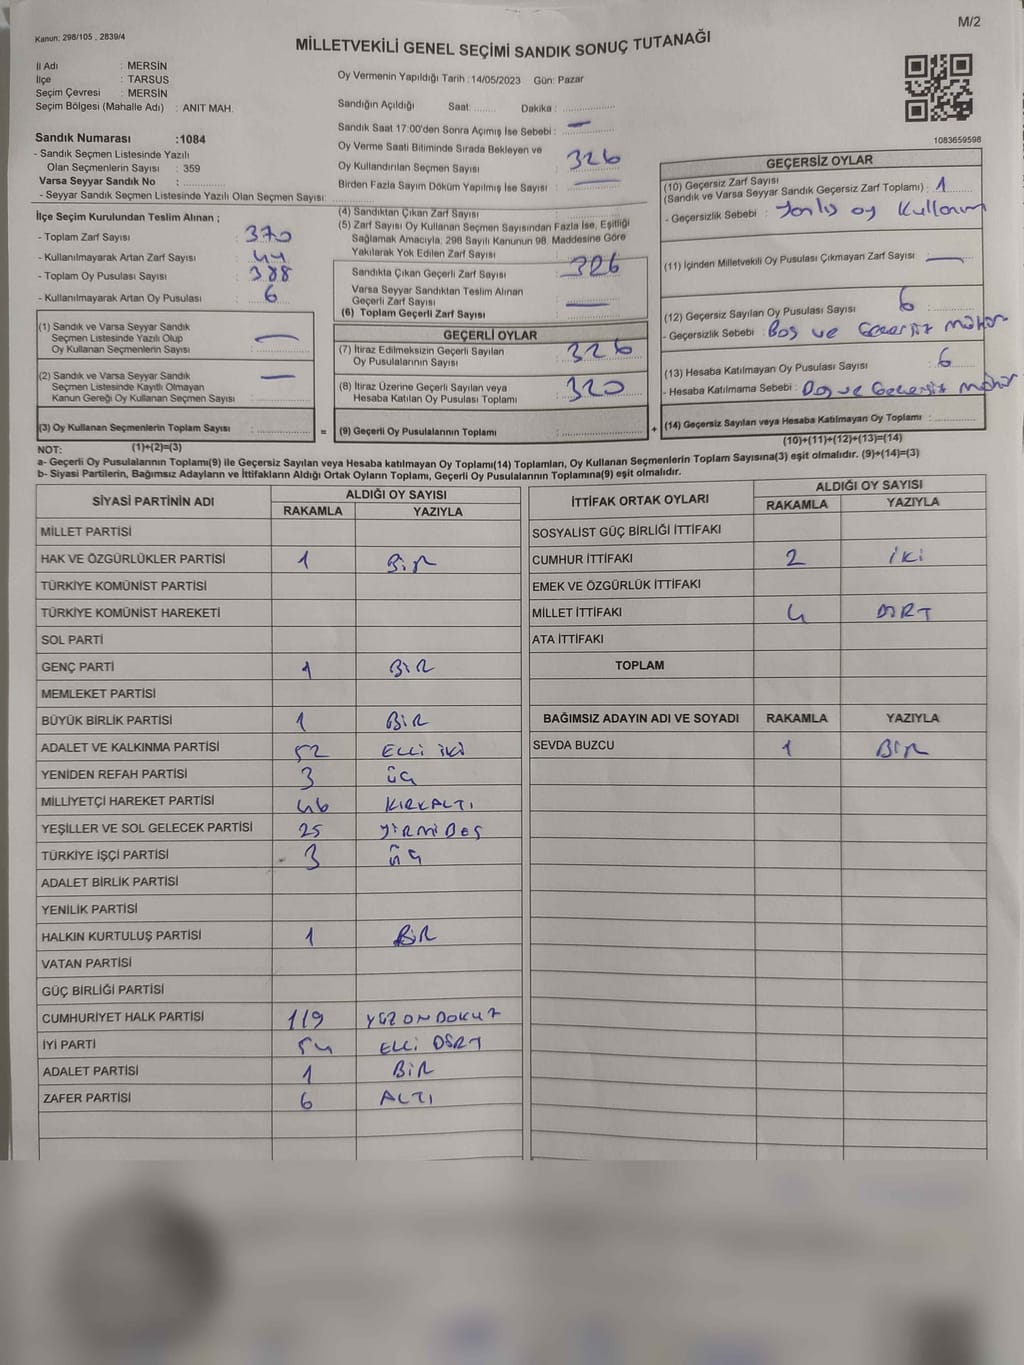 M/2
Kanun: 298/105 , 2839/4
MİLLETVEKİLİ GENEL SEÇİMİ SANDIK SONUÇ TUTANAĞI
İl Adı : MERSİN
İlçe : TARSUS
Seçim Çevresi : MERSİN
Seçim Bölgesi (Mahalle Adı) : ANIT MAH.
Sandık Numarası :1084
- Sandık Seçmen Listesinde Yazılı
Olan Seçmenlerin Sayısı : 359
Varsa Seyyar Sandık No : ..............
- Seyyar Sandık Seçmen Listesinde Yazılı Olan Seçmen Sayısı: ..............
Oy Vermenin Yapıldığı Tarih :14/05/2023 Gün: Pazar
Sandığın Açıldığı Saat: ........ Dakika : ................
Sandık Saat 17:00'den Sonra Açımış İse Sebebi : —
Oy Verme Saati Bitiminde Sırada Bekleyen ve
Oy Kullandırılan Seçmen Sayısı 326
Birden Fazla Sayım Döküm Yapılmış İse Sayısı —
1083659598
İlçe Seçim Kurulundan Teslim Alınan ;
- Toplam Zarf Sayısı : 370
- Kullanılmayarak Artan Zarf Sayısı : 44
- Toplam Oy Pusulası Sayısı : 388
- Kullanılmayarak Artan Oy Pusulası : 6
(1) Sandık ve Varsa Seyyar Sandık
Seçmen Listesinde Yazılı Olup
Oy Kullanan Seçmenlerin Sayısı : —
(2) Sandık ve Varsa Seyyar Sandık
Seçmen Listesinde Kayıtlı Olmayan
Kanun Gereği Oy Kullanan Seçmen Sayısı : —
(3) Oy Kullanan Seçmenlerin Toplam Sayısı : ................ =
(4) Sandıktan Çıkan Zarf Sayısı
(5) Zarf Sayısı Oy Kullanan Seçmen Sayısından Fazla İse, Eşitliği
Sağlamak Amacıyla, 298 Sayılı Kanunun 98. Maddesine Göre
Yakılarak Yok Edilen Zarf Sayısı
Sandıkta Çıkan Geçerli Zarf Sayısı : 326
Varsa Seyyar Sandıktan Teslim Alınan
Geçerli Zarf Sayısı : —
(6) Toplam Geçerli Zarf Sayısı :
GEÇERLİ OYLAR
(7) İtiraz Edilmeksizin Geçerli Sayılan
Oy Pusulalarının Sayısı : 326
(8) İtiraz Üzerine Geçerli Sayılan veya
Hesaba Katılan Oy Pusulası Toplamı : 320
(9) Geçerli Oy Pusulalarının Toplamı : ................ +
GEÇERSİZ OYLAR
(10) Geçersiz Zarf Sayısı
(Sandık ve Varsa Seyyar Sandık Geçersiz Zarf Toplamı) : 1
- Geçersizlik Sebebi : Yanlış oy Kullanım
(11) İçinden Milletvekili Oy Pusulası Çıkmayan Zarf Sayısı —
(12) Geçersiz Sayılan Oy Pusulası Sayısı : 6
- Geçersizlik Sebebi : Boş ve Geçersiz mühür
(13) Hesaba Katılmayan Oy Pusulası Sayısı : 6
- Hesaba Katılmama Sebebi : Boş ve Geçersiz mühür
(14) Geçersiz Sayılan veya Hesaba Katılmayan Oy Toplamı : ..............
NOT: (1)+(2)=(3)
(10)+(11)+(12)+(13)=(14)
a- Geçerli Oy Pusulalarının Toplamı(9) ile Geçersiz Sayılan veya Hesaba katılmayan Oy Toplamı(14) Toplamları, Oy Kullanan Seçmenlerin Toplam Sayısına(3) eşit olmalıdır. (9)+(14)=(3)
b- Siyasi Partilerin, Bağımsız Adayların ve İttifakların Aldığı Ortak Oyların Toplamı, Geçerli Oy Pusulalarının Toplamına(9) eşit olmalıdır.
SİYASİ PARTİNİN ADI ALDIĞI OY SAYISI
RAKAMLA YAZIYLA
MİLLET PARTİSİ
HAK VE ÖZGÜRLÜKLER PARTİSİ 1 BİR
TÜRKİYE KOMÜNİST PARTİSİ
TÜRKİYE KOMÜNİST HAREKETİ
SOL PARTİ
GENÇ PARTİ 1 BİR
MEMLEKET PARTİSİ
BÜYÜK BİRLİK PARTİSİ 1 BİR
ADALET VE KALKINMA PARTİSİ 52 ELLİ İKİ
YENİDEN REFAH PARTİSİ 3 üç
MİLLİYETÇİ HAREKET PARTİSİ 46 KIRKALTI
YEŞİLLER VE SOL GELECEK PARTİSİ 25 YİRMİBEŞ
TÜRKİYE İŞÇİ PARTİSİ 3 üç
ADALET BİRLİK PARTİSİ
YENİLİK PARTİSİ
HALKIN KURTULUŞ PARTİSİ 1 BİR
VATAN PARTİSİ
GÜÇ BİRLİĞİ PARTİSİ
CUMHURİYET HALK PARTİSİ 119 YÜZ ONDOKUZ
İYİ PARTİ 54 ELLİ DÖRT
ADALET PARTİSİ 1 BİR
ZAFER PARTİSİ 6 ALTI
İTTİFAK ORTAK OYLARI ALDIĞI OY SAYISI
RAKAMLA YAZIYLA
SOSYALİST GÜÇ BİRLİĞİ İTTİFAKI
CUMHUR İTTİFAKI 2 İKİ
EMEK VE ÖZGÜRLÜK İTTİFAKI
MİLLET İTTİFAKI 4 DÖRT
ATA İTTİFAKI
TOPLAM
BAĞIMSIZ ADAYIN ADI VE SOYADI RAKAMLA YAZIYLA
SEVDA BUZCU 1 BİR